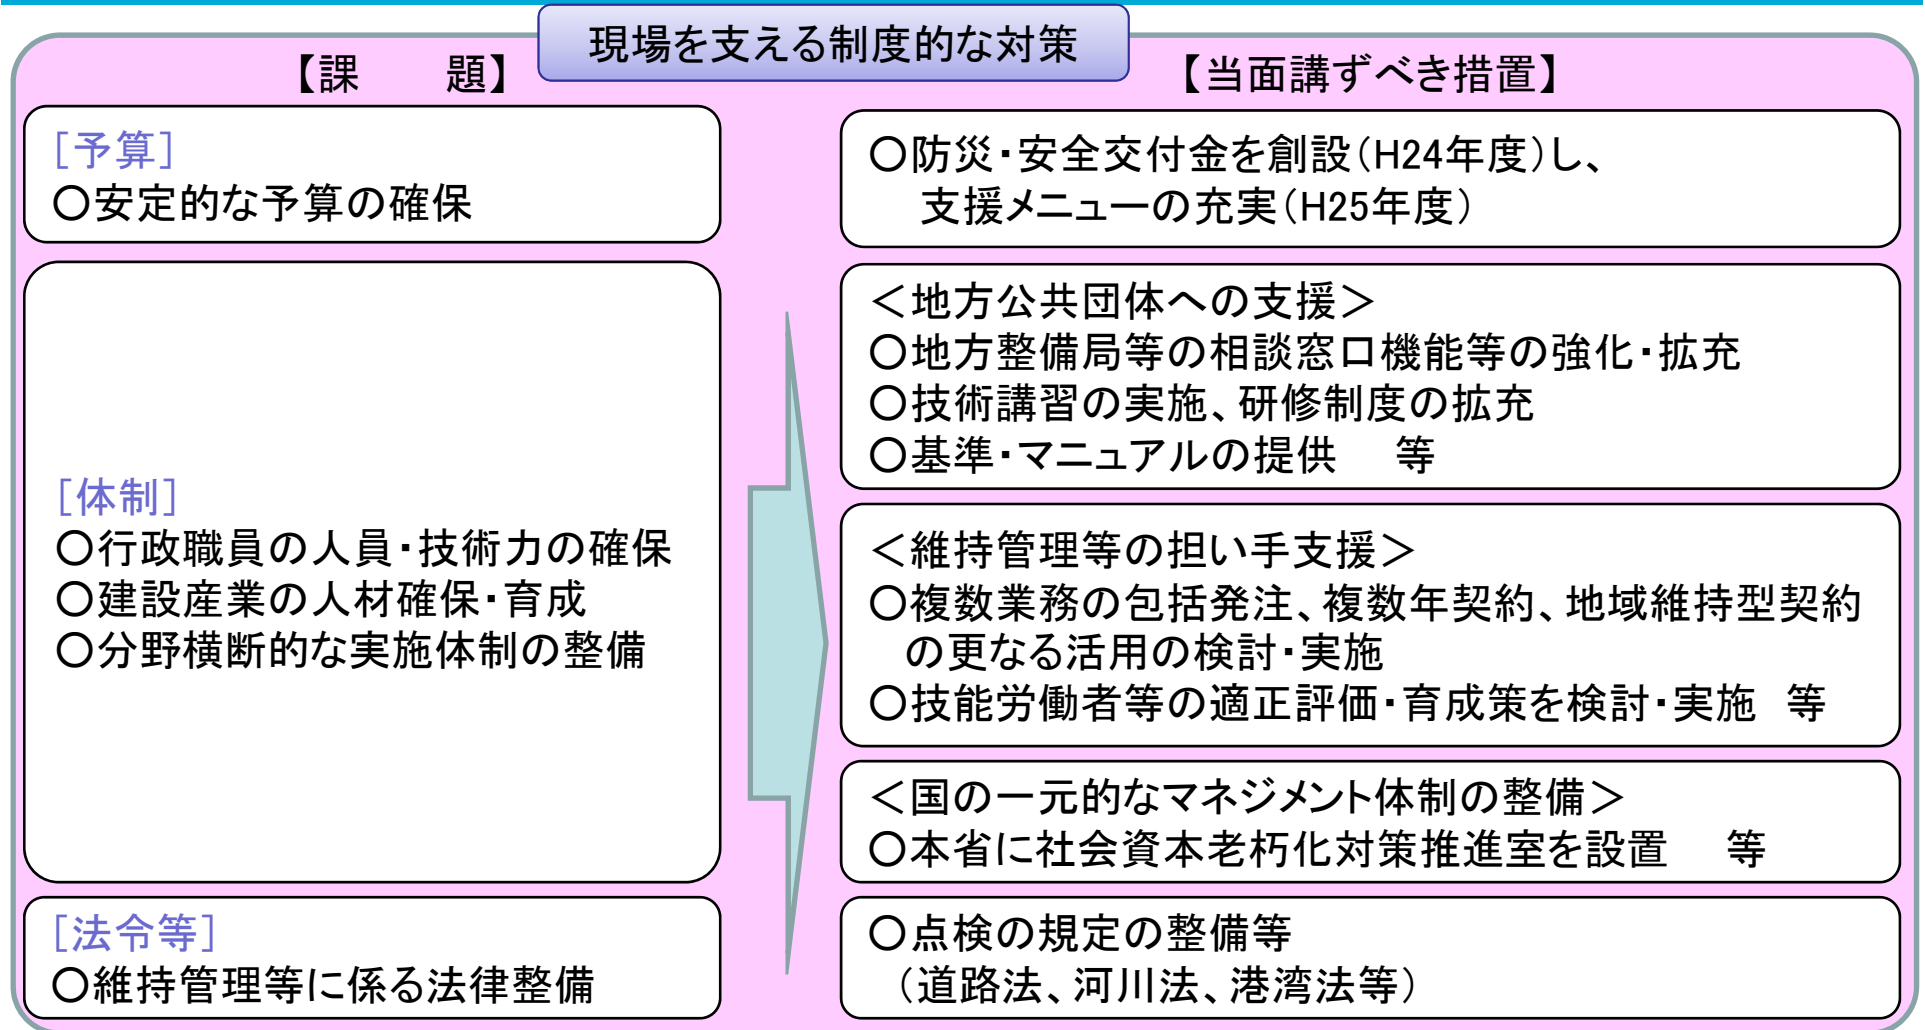 現場を支える制度的な対策
【課　　題】
【当面講ずべき措置】
［予算］
○安定的な予算の確保
○防災・安全交付金を創設（H24年度）し、
支援メニューの充実（H25年度）
［体制］
○行政職員の人員・技術力の確保
○建設産業の人材確保・育成
○分野横断的な実施体制の整備
＜地方公共団体への支援＞
○地方整備局等の相談窓口機能等の強化・拡充
○技術講習の実施、研修制度の拡充
○基準・マニュアルの提供　等
＜維持管理等の担い手支援＞
○複数業務の包括発注、複数年契約、地域維持型契約
の更なる活用の検討・実施
○技能労働者等の適正評価・育成策を検討・実施　等
＜国の一元的なマネジメント体制の整備＞
○本省に社会資本老朽化対策推進室を設置　等
［法令等］
○維持管理等に係る法律整備
○点検の規定の整備等
（道路法、河川法、港湾法等）